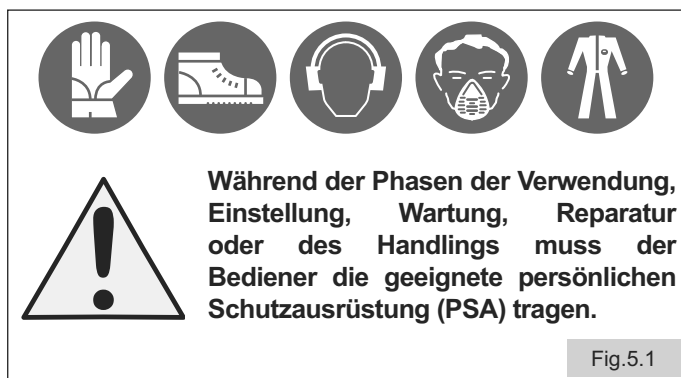 Während der Phasen der Verwendung,
Einstellung, Wartung, Reparatur
oder des Handlings muss der
Bediener die geeignete persönlichen
Schutzausrüstung (PSA) tragen.
Fig.5.1